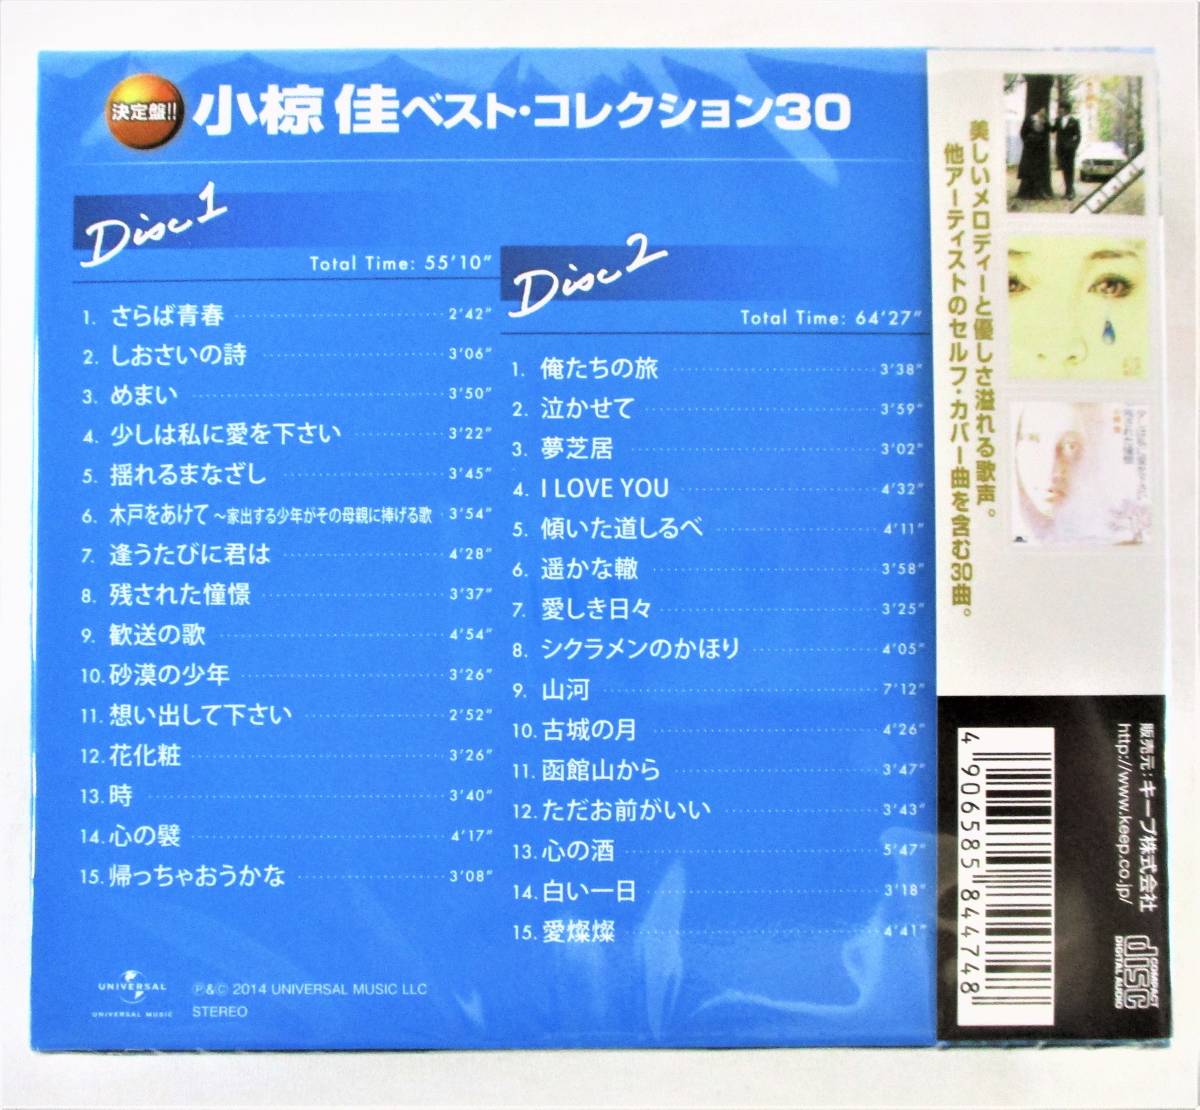 決定盤!!
小椋 佳ベスト・コレクション30
Disc 1
Total Time: 55'10"
1. さらば青春 2'42"
2. しおさいの詩 3'06"
3. めまい 3'50"
4. 少しは私に愛を下さい 3'22"
5. 揺れるまなざし 3'45"
6. 木戸をあけて ～家出する少年がその母親に捧げる歌 3'54"
7. 逢うたびに君は 4'28"
8. 残された憧憬 3'37"
9. 歓送の歌 4'54"
10. 砂漠の少年 3'26"
11. 想い出して下さい 2'52"
12. 花化粧 3'26"
13. 時 3'40"
14. 心の襞 4'17"
15. 帰っちゃおうかな 3'08"
Disc 2
Total Time: 64'27"
1. 俺たちの旅 3'38"
2. 泣かせて 3'59"
3. 夢芝居 3'02"
4. I LOVE YOU 4'32"
5. 傾いた道しるべ 4'11"
6. 遥かな轍 3'58"
7. 愛しき日々 3'25"
8. シクラメンのかほり 4'05"
9. 山河 7'12"
10. 古城の月 4'26"
11. 函館山から 3'47"
12. ただお前がいい 3'43"
13. 心の酒 5'47"
14. 白い一日 3'18"
15. 愛燦燦 4'41"
UNIVERSAL
UNIVERSAL MUSIC
Ⓟ&© 2014 UNIVERSAL MUSIC LLC
STEREO
美しいメロディーと優しさ溢れる歌声。
他アーティストのセルフ・カバー曲を含む30曲。
販売元：キープ株式会社
http://www.keep.co.jp/
4 906585 844748
COMPACT
disc
DIGITAL AUDIO